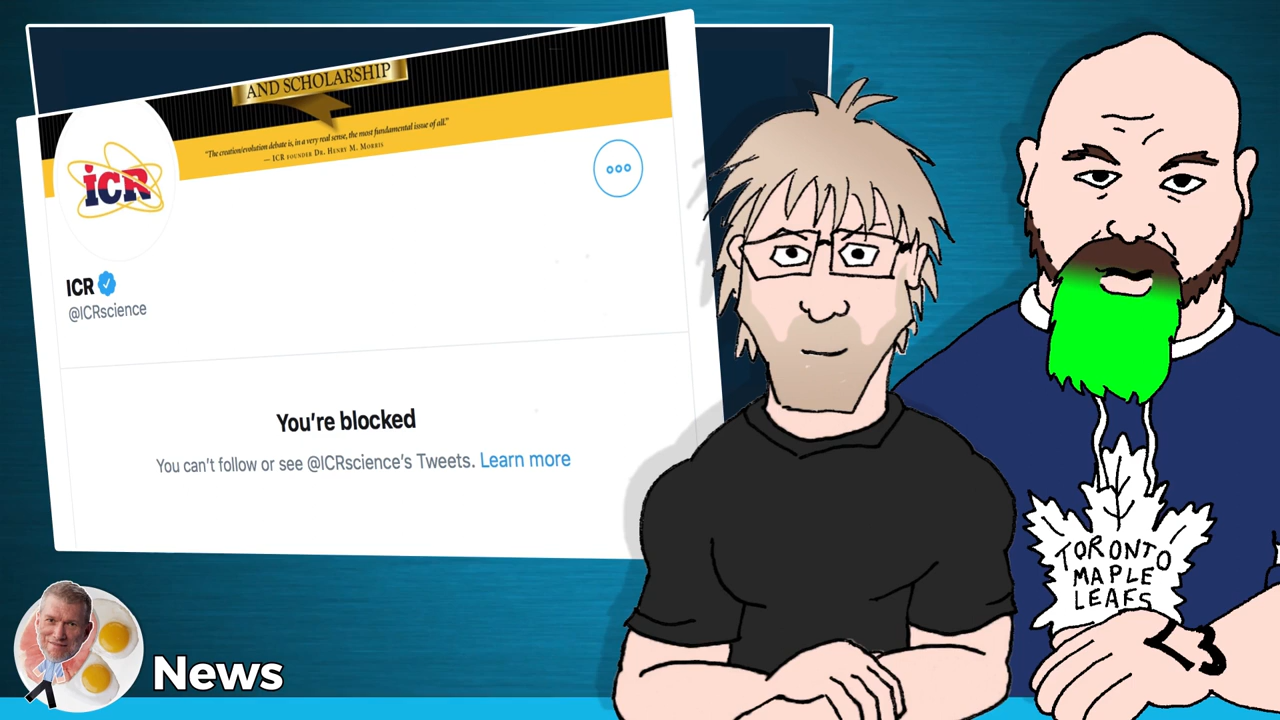 AND SCHOLARSHIP
"The creation/evolution debate is, in a very real sense, the most fundamental issue of all."
— ICR founder Dr. Henry M. Morris
iCR
ICR
@ICRscience
You're blocked
You can't follow or see @ICRscience's Tweets. Learn more
TORONTO
MAPLE
LEAFS
<3
News